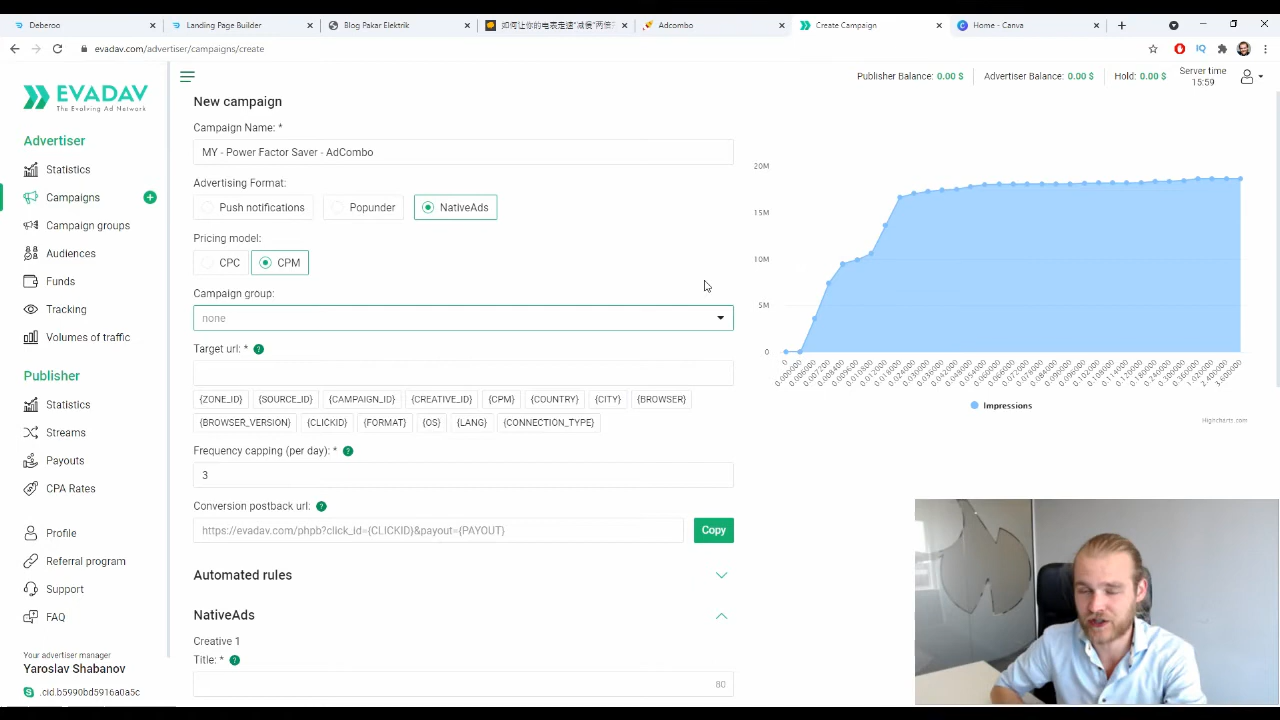 Deberoo
Landing Page Builder
Blog Pakar Elektrik
Adcombo
Create Campaign
Home - Canva
evadav.com/advertiser/campaigns/create
IQ
EVADAV
The Evolving Ad Network
Publisher Balance: 0.00 $
Advertiser Balance: 0.00 $
Hold: 0.00 $
Server time
15:59
Advertiser
Statistics
Campaigns
Campaign groups
Audiences
Funds
Tracking
Volumes of traffic
Publisher
Statistics
Streams
Payouts
CPA Rates
Profile
Referral program
Support
FAQ
Your advertiser manager
Yaroslav Shabanov
.cid.b5990bd5916a0a5c
New campaign
Campaign Name: *
MY - Power Factor Saver - AdCombo
Advertising Format:
Push notifications
Popunder
NativeAds
Pricing model:
CPC
CPM
Campaign group:
none
Target url: * ?
{ZONE_ID} {SOURCE_ID} {CAMPAIGN_ID} {CREATIVE_ID} {CPM} {COUNTRY} {CITY} {BROWSER}
{BROWSER_VERSION} {CLICKID} {FORMAT} {OS} {LANG} {CONNECTION_TYPE}
Frequency capping (per day): * ?
3
Conversion postback url: ?
https://evadav.com/phpb?click_id={CLICKID}&payout={PAYOUT}
Copy
Automated rules
NativeAds
Creative 1
Title: * ?
80
20M
15M
10M
5M
0
Impressions
Highcharts.com